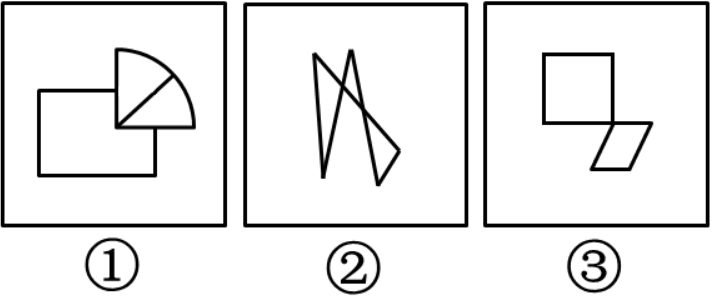 ① ② ③